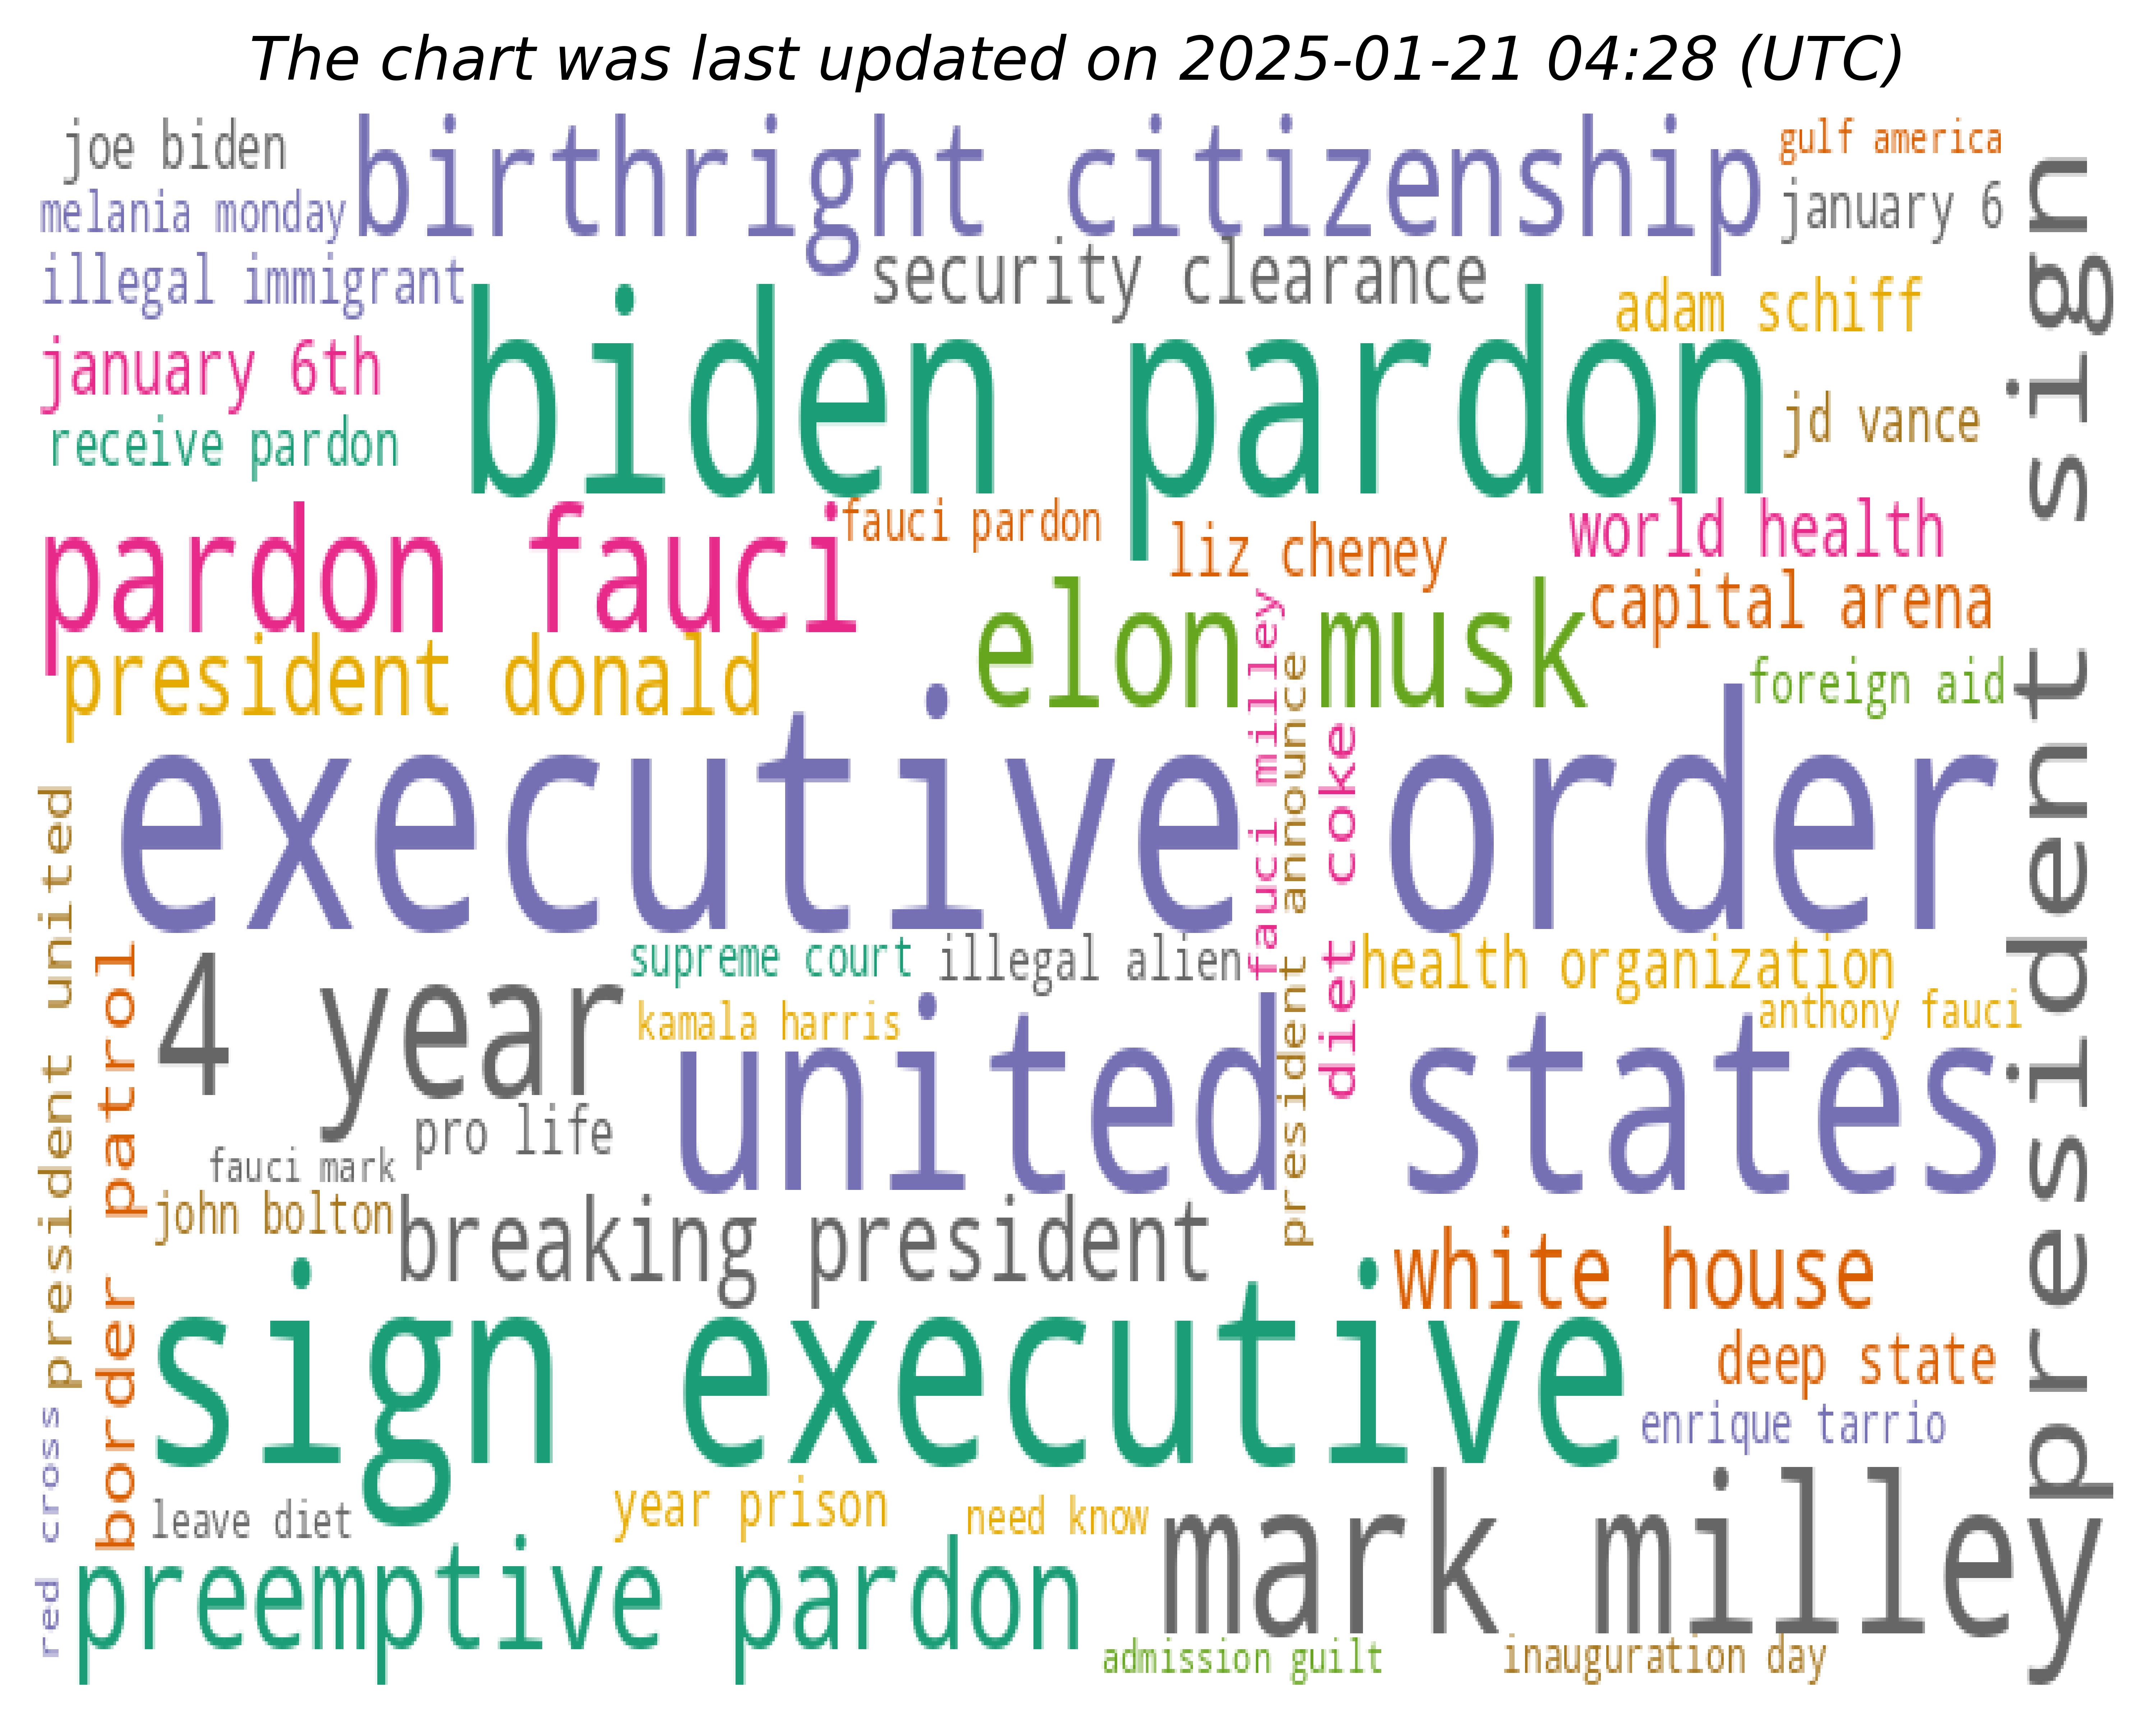 The chart was last updated on 2025-01-21 04:28 (UTC)
joe biden
birthright citizenship
gulf america
melania monday
january 6
illegal immigrant
security clearance
adam schiff
president sign
january 6th
biden pardon
jd vance
receive pardon
pardon fauci
fauci pardon
liz cheney
world health
elon musk
capital arena
president donald
foreign aid
fauci milley
president announce
diet coke
executive order
president united
border patrol
4 year
supreme court
illegal alien
health organization
kamala harris
anthony fauci
united states
pro life
fauci mark
john bolton
breaking president
white house
sign executive
deep state
enrique tarrio
red cross
leave diet
year prison
need know
mark milley
preemptive pardon
admission guilt
inauguration day